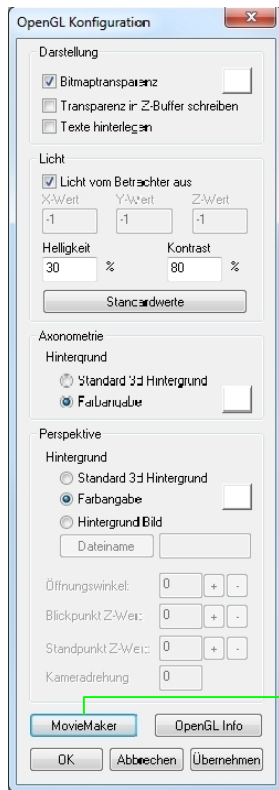 OpenGL Konfiguration
Darstellung
Bitmaptransparenz
Transparenz in Z-Buffer schreiben
Texte hinterlegen
Licht
Licht vom Betrachter aus
X-Wert Y-Wert Z-Wert
-1 -1 -1
Helligkeit Kontrast
30 % 80 %
Standardwerte
Axonometrie
Hintergrund
Standard 3d Hintergrund
Farbangabe
Perspektive
Hintergrund
Standard 3d Hintergrund
Farbangabe
Hintergrund Bild
Dateiname
Öffnungswinkel: 0 + -
Blickpunkt Z-Wert: 0 + -
Standpunkt Z-Wert: 0 + -
Kameradrehung 0
MovieMaker OpenGL Info
OK Abbrechen Übernehmen